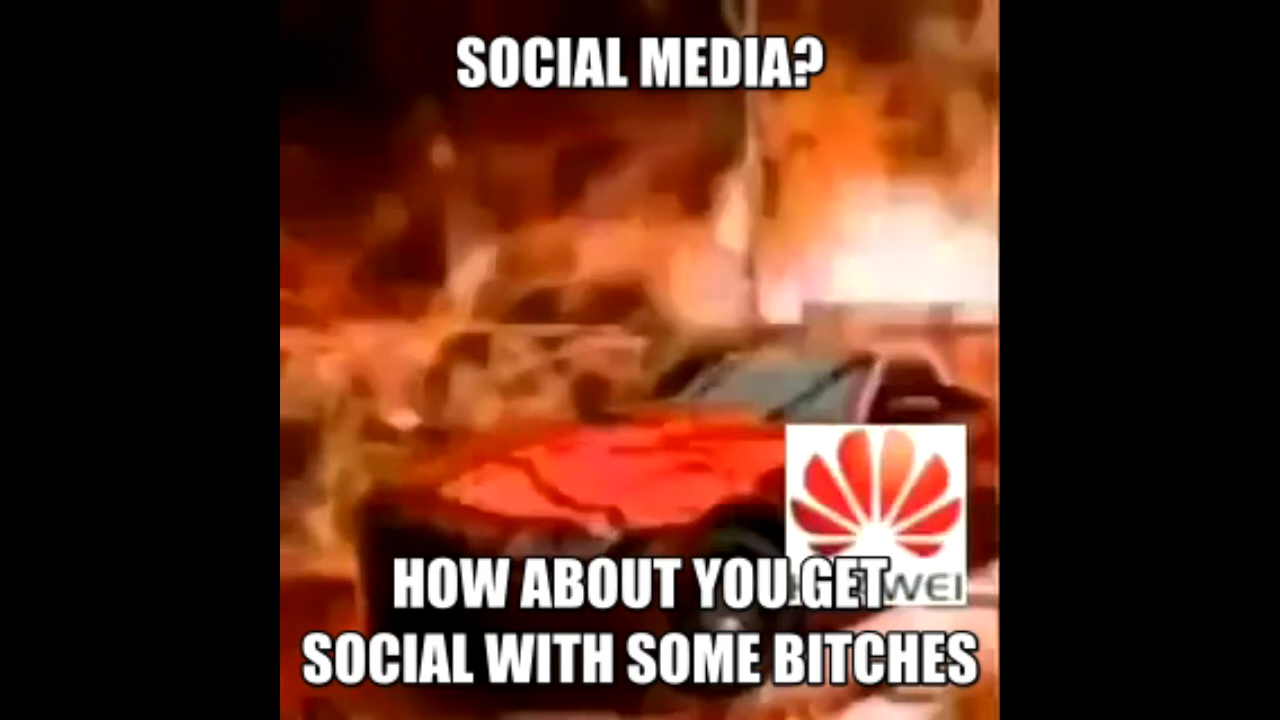 SOCIAL MEDIA?
HOW ABOUT YOU GET
WEI
SOCIAL WITH SOME BITCHES